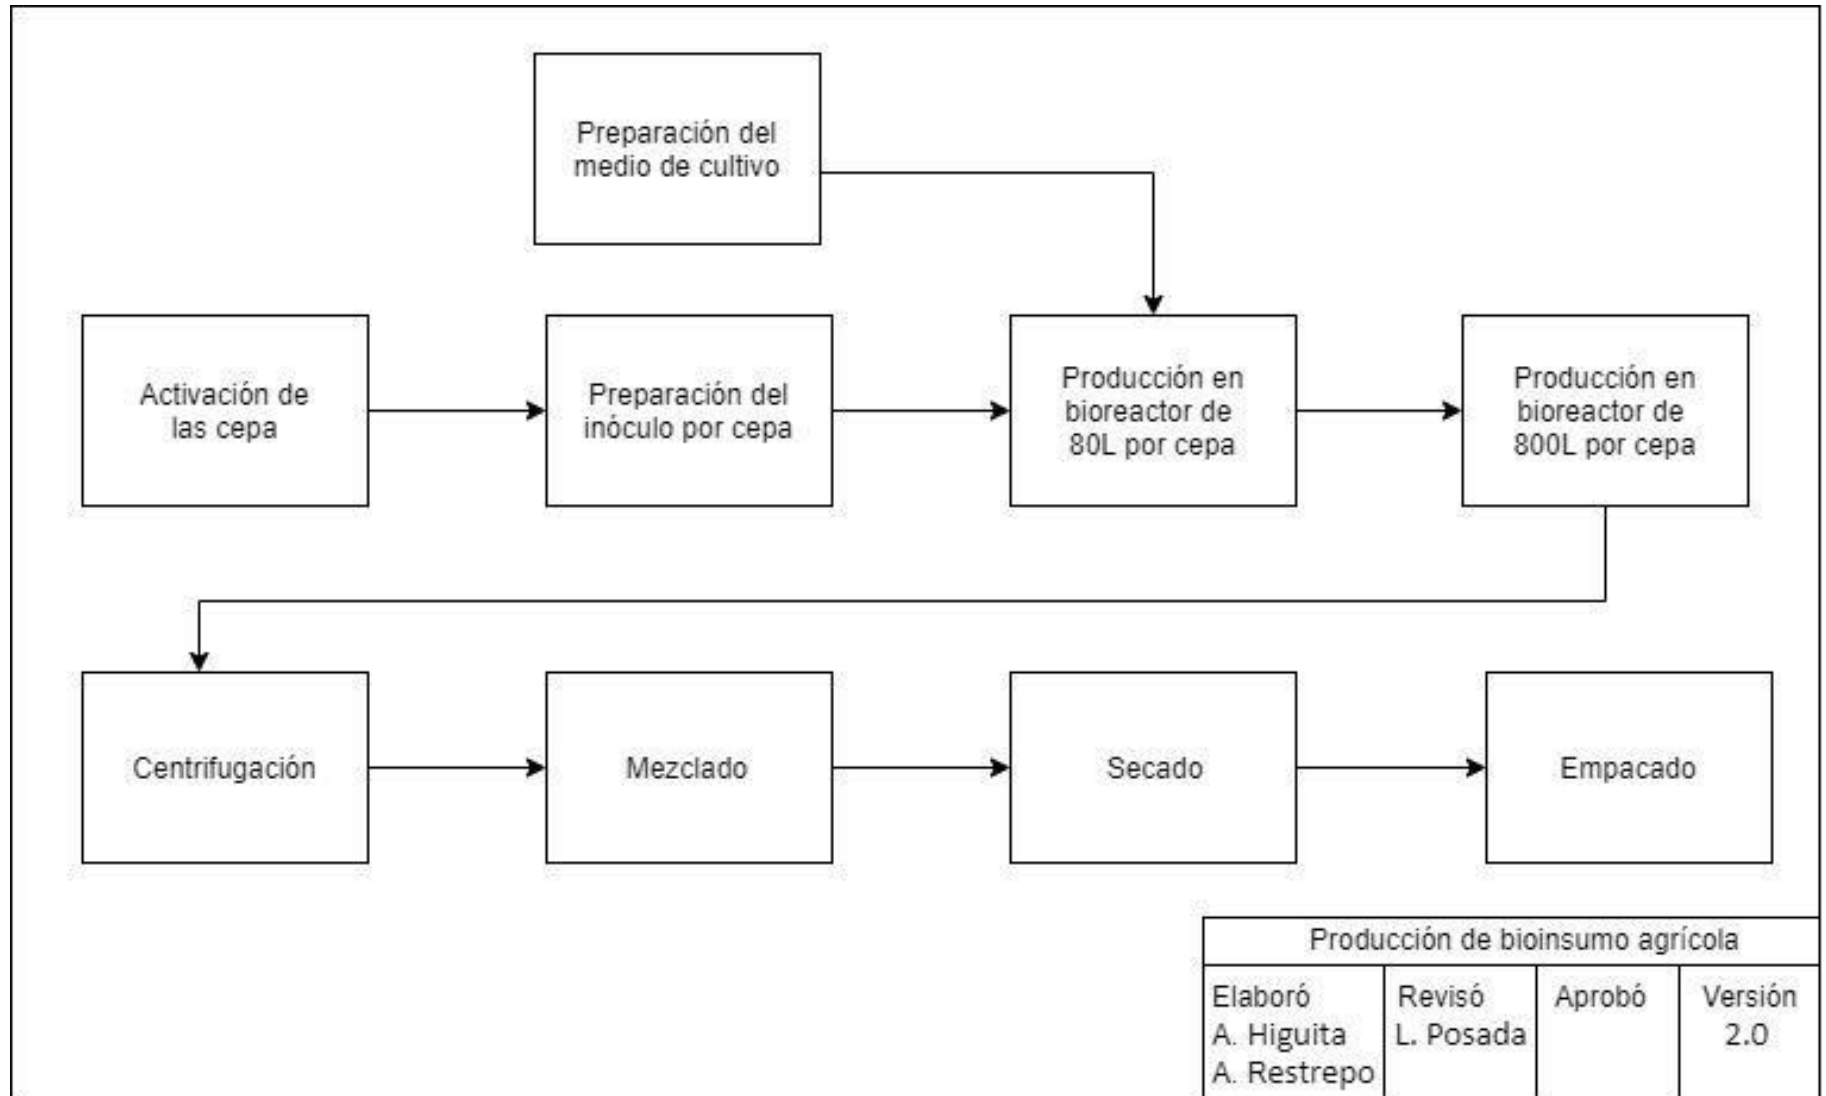 Preparación del
medio de cultivo
Activación de
las cepa
Preparación del
inóculo por cepa
Producción en
bioreactor de
80L por cepa
Producción en
bioreactor de
800L por cepa
Centrifugación
Mezclado
Secado
Empacado
Producción de bioinsumo agrícola
Elaboró
A. Higuita
A. Restrepo
Revisó
L. Posada
Aprobó
Versión
2.0